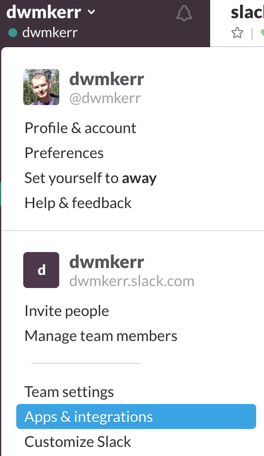 dwmkerr
dwmkerr
slac
dwmkerr
@dwmkerr
Profile & account
Preferences
Set yourself to away
Help & feedback
d
dwmkerr
dwmkerr.slack.com
Invite people
Manage team members
Team settings
Apps & integrations
Customize Slack